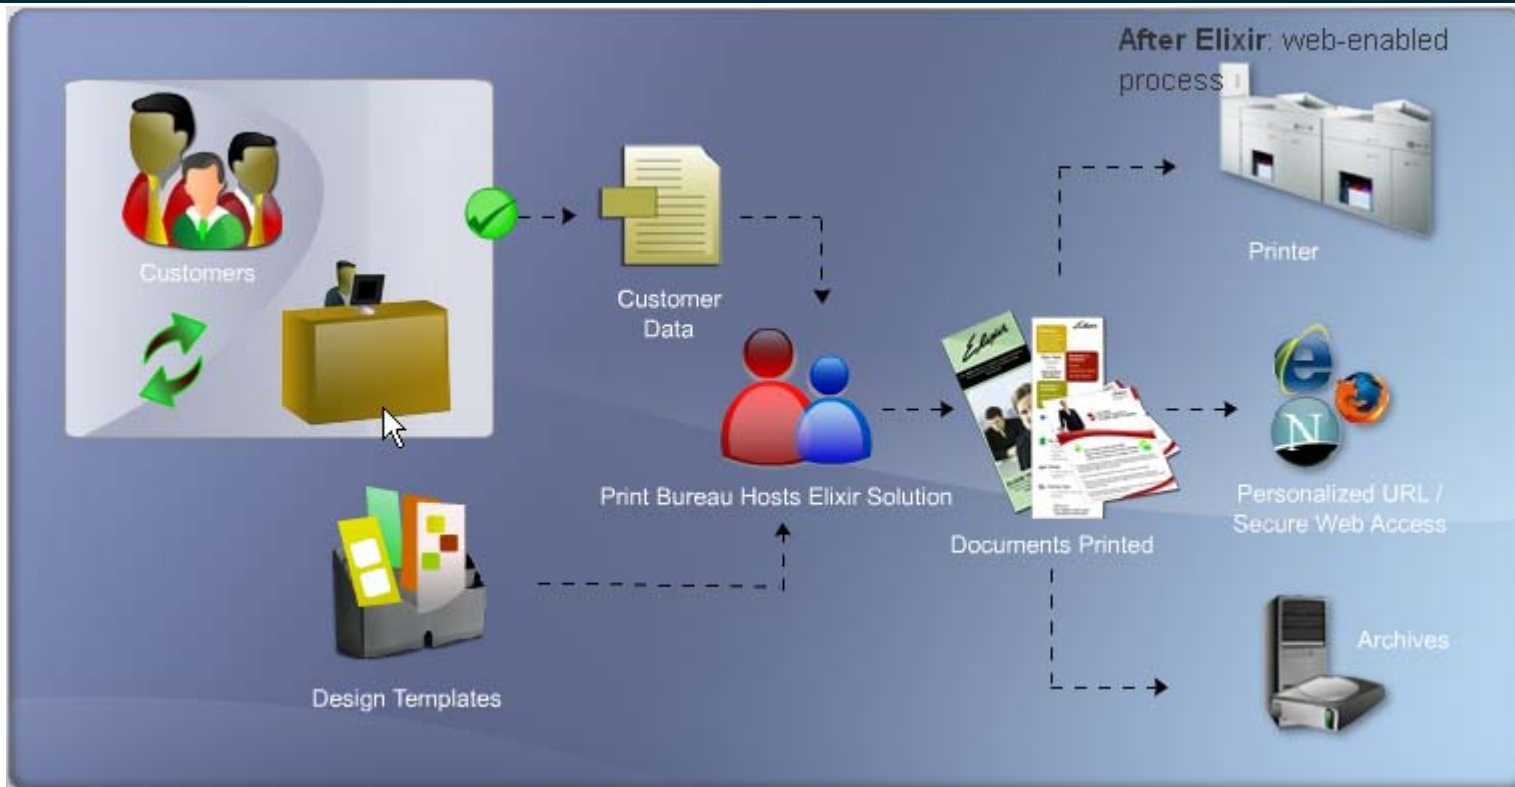 After Elixir: web-enabled
process
Customers
Customer
Data
Printer
Elixir
Print Bureau Hosts Elixir Solution
Documents Printed
N
Personalized URL /
Secure Web Access
Design Templates
Archives